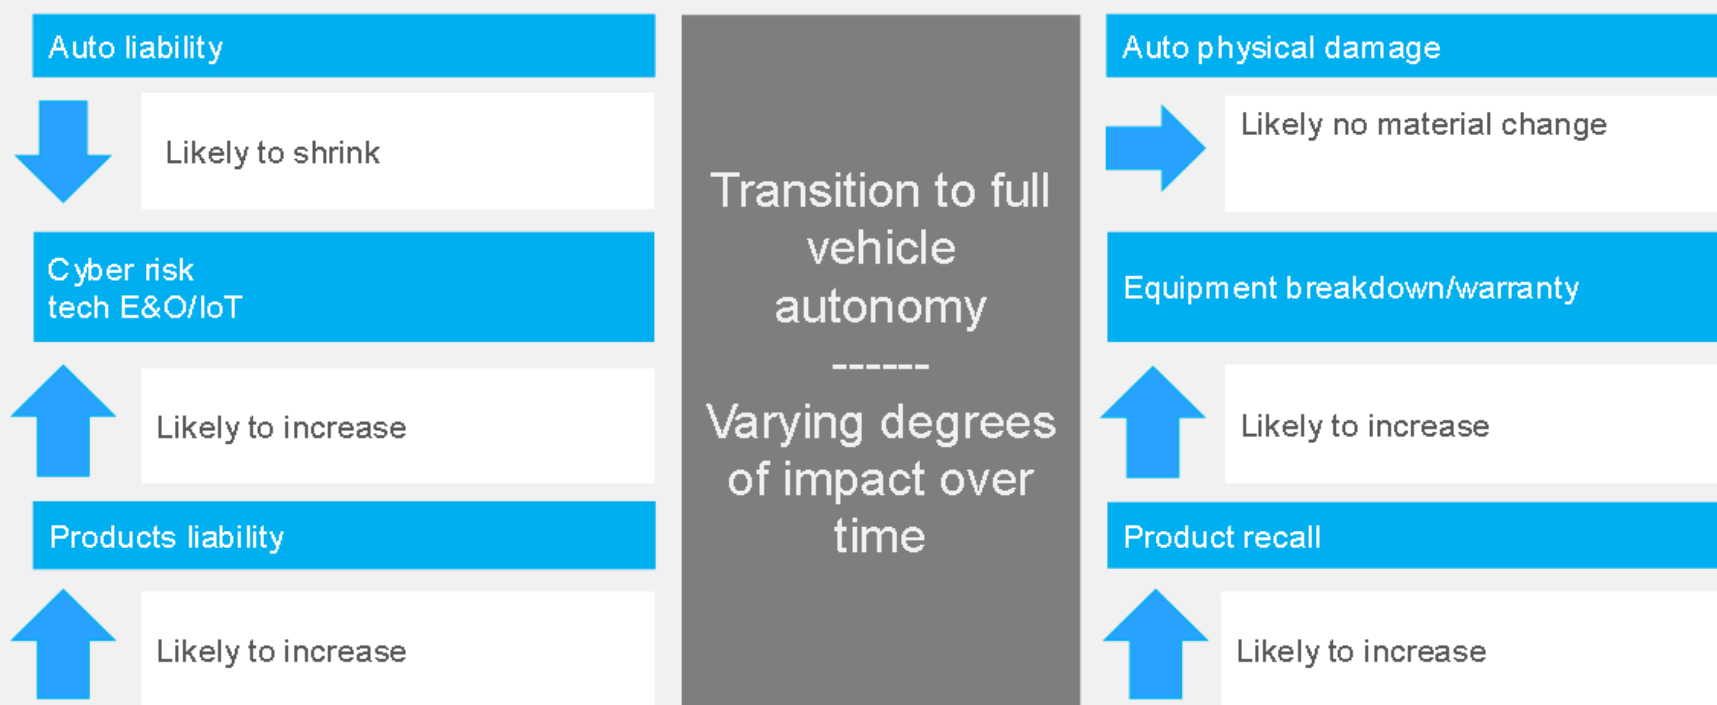 Auto liability
Likely to shrink
Cyber risk
tech E&O/IoT
Likely to increase
Products liability
Likely to increase
Transition to full
vehicle
autonomy
------
Varying degrees
of impact over
time
Auto physical damage
Likely no material change
Equipment breakdown/warranty
Likely to increase
Product recall
Likely to increase